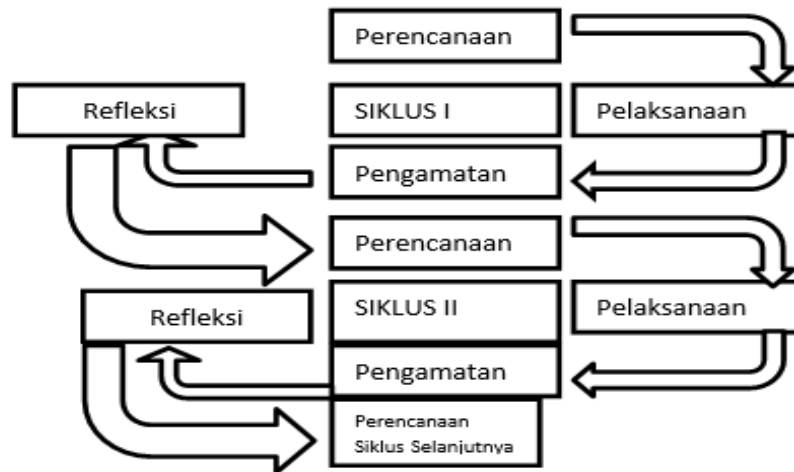 Perencanaan
Refleksi
SIKLUS I
Pelaksanaan
Pengamatan
Perencanaan
Refleksi
SIKLUS II
Pelaksanaan
Pengamatan
Perencanaan
Siklus Selanjutnya